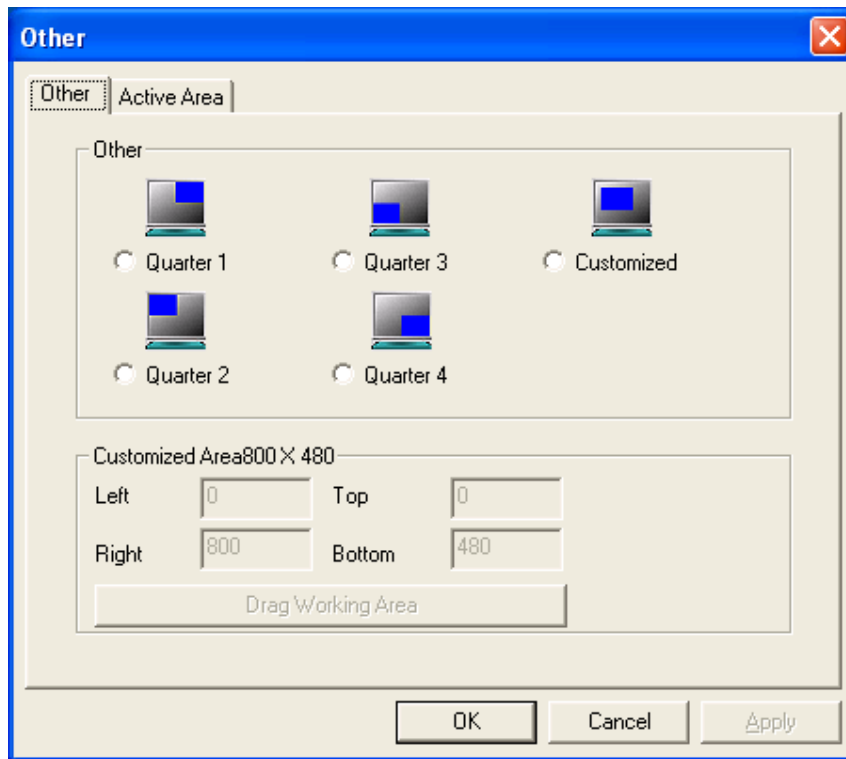 Other
Other Active Area
Other
Quarter 1 Quarter 3 Customized
Quarter 2 Quarter 4
Customized Area800 X 480
Left 0 Top 0
Right 800 Bottom 480
Drag Working Area
OK Cancel Apply